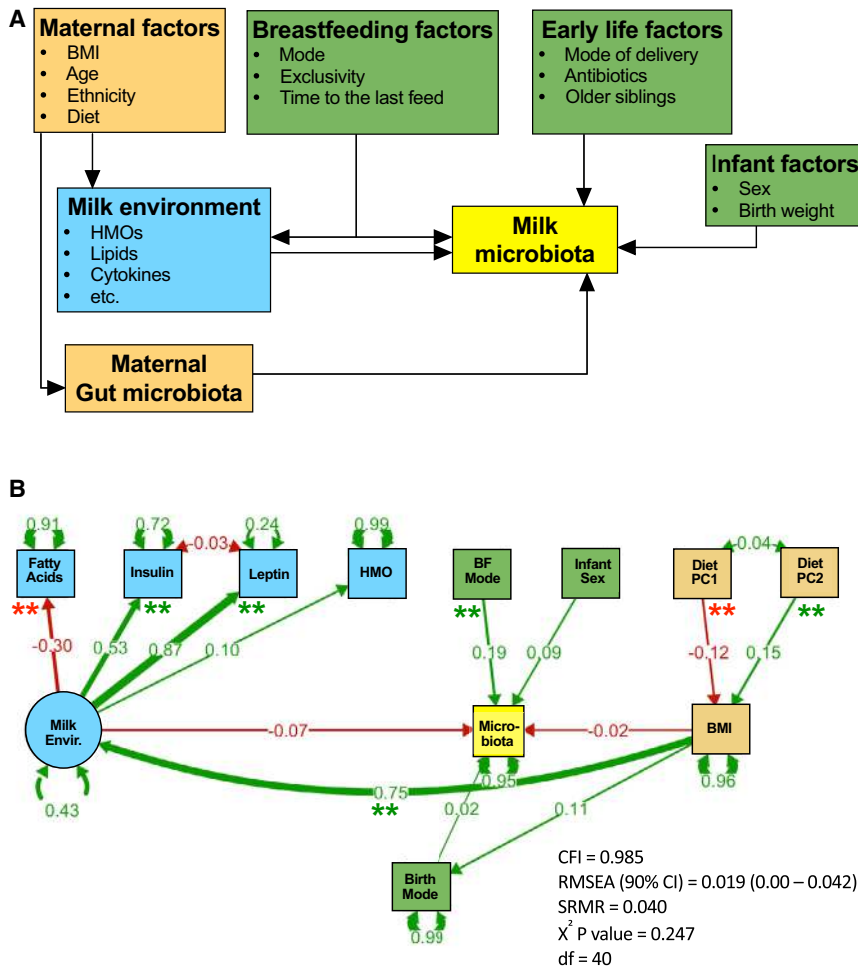 A
Maternal factors
• BMI
• Age
• Ethnicity
• Diet
Breastfeeding factors
• Mode
• Exclusivity
• Time to the last feed
Early life factors
• Mode of delivery
• Antibiotics
• Older siblings
Infant factors
• Sex
• Birth weight
Milk environment
• HMOs
• Lipids
• Cytokines
• etc.
Milk
microbiota
Maternal
Gut microbiota
B
0.91
0.72
-0.03
0.24
0.99
-0.04
Fatty
Acids
**
Insulin
**
Leptin
**
HMO
BF
Mode
**
Infant
Sex
Diet
PC1
**
Diet
PC2
**
-0.30
0.53
0.87
0.10
0.19
0.09
-0.12
0.15
Milk
Envir.
-0.07
Micro-
biota
-0.02
BMI
0.43
0.75
**
0.95
0.96
0.02
0.11
Birth
Mode
0.99
CFI = 0.985
RMSEA (90% CI) = 0.019 (0.00 – 0.042)
SRMR = 0.040
X² P value = 0.247
df = 40